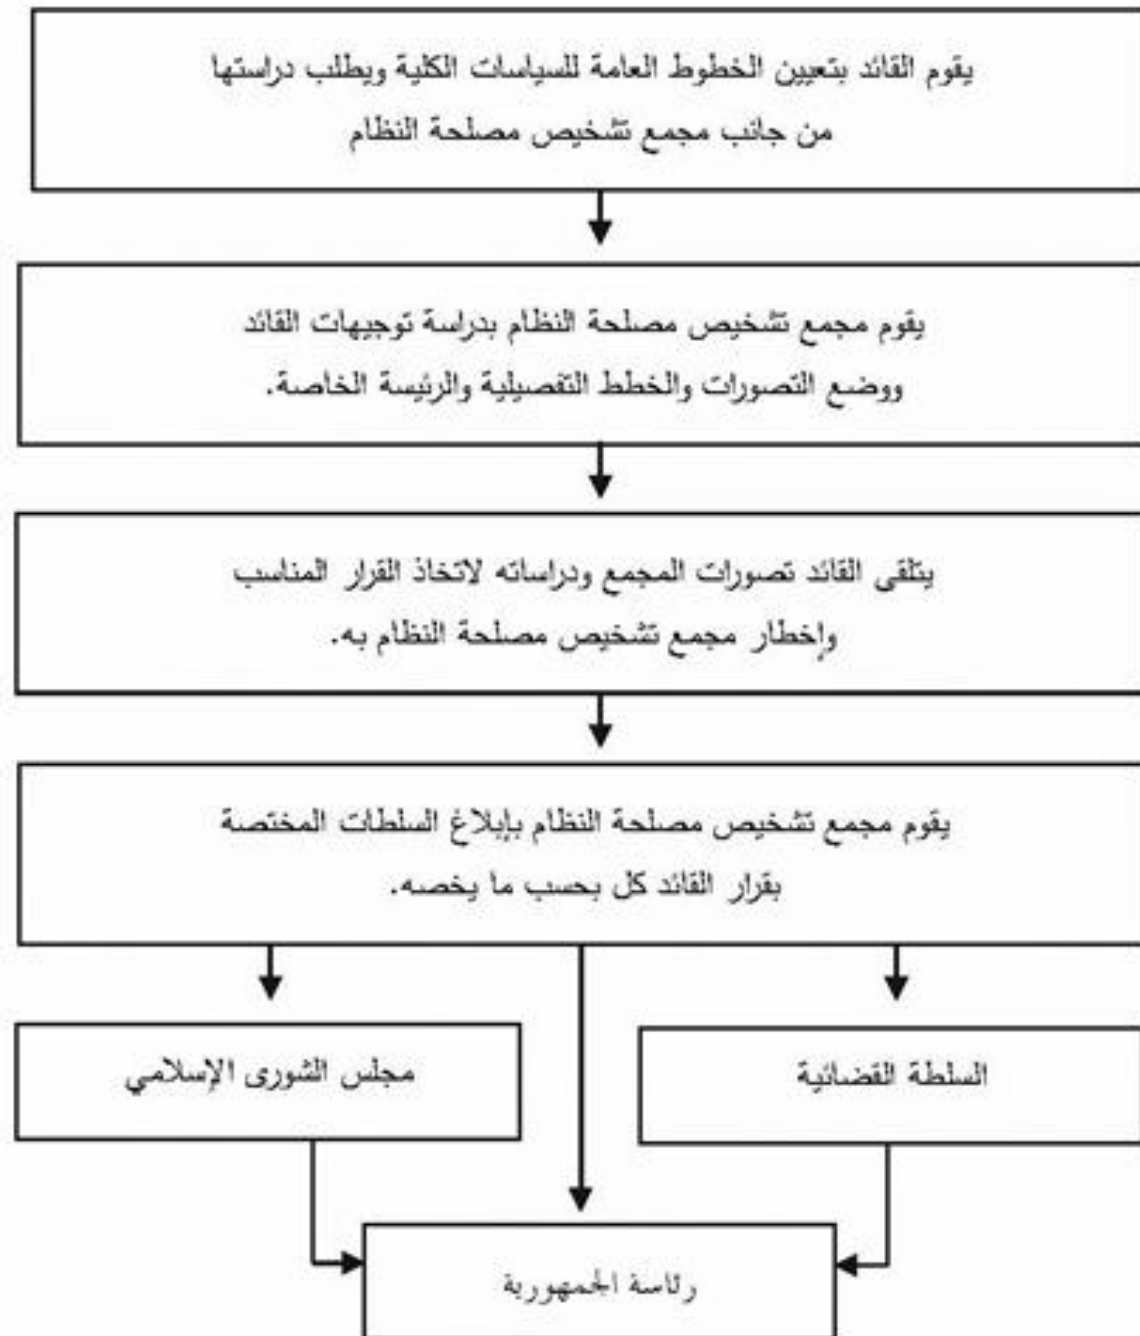 يقوم القائد بتعيين الخطوط العامة للسياسات الكلية ويطلب دراستها
من جانب مجمع تشخيص مصلحة النظام
يقوم مجمع تشخيص مصلحة النظام بدراسة توجيهات القائد
ووضع التصورات والخطط التفصيلية والرئيسة الخاصة.
يتلقى القائد تصورات المجمع ودراساته لاتخاذ القرار المناسب
وإخطار مجمع تشخيص مصلحة النظام به.
يقوم مجمع تشخيص مصلحة النظام بإبلاغ السلطات المختصة
بقرار القائد كل بحسب ما يخصه.
السلطة القضائية
مجلس الشورى الإسلامي
رئاسة الجمهورية